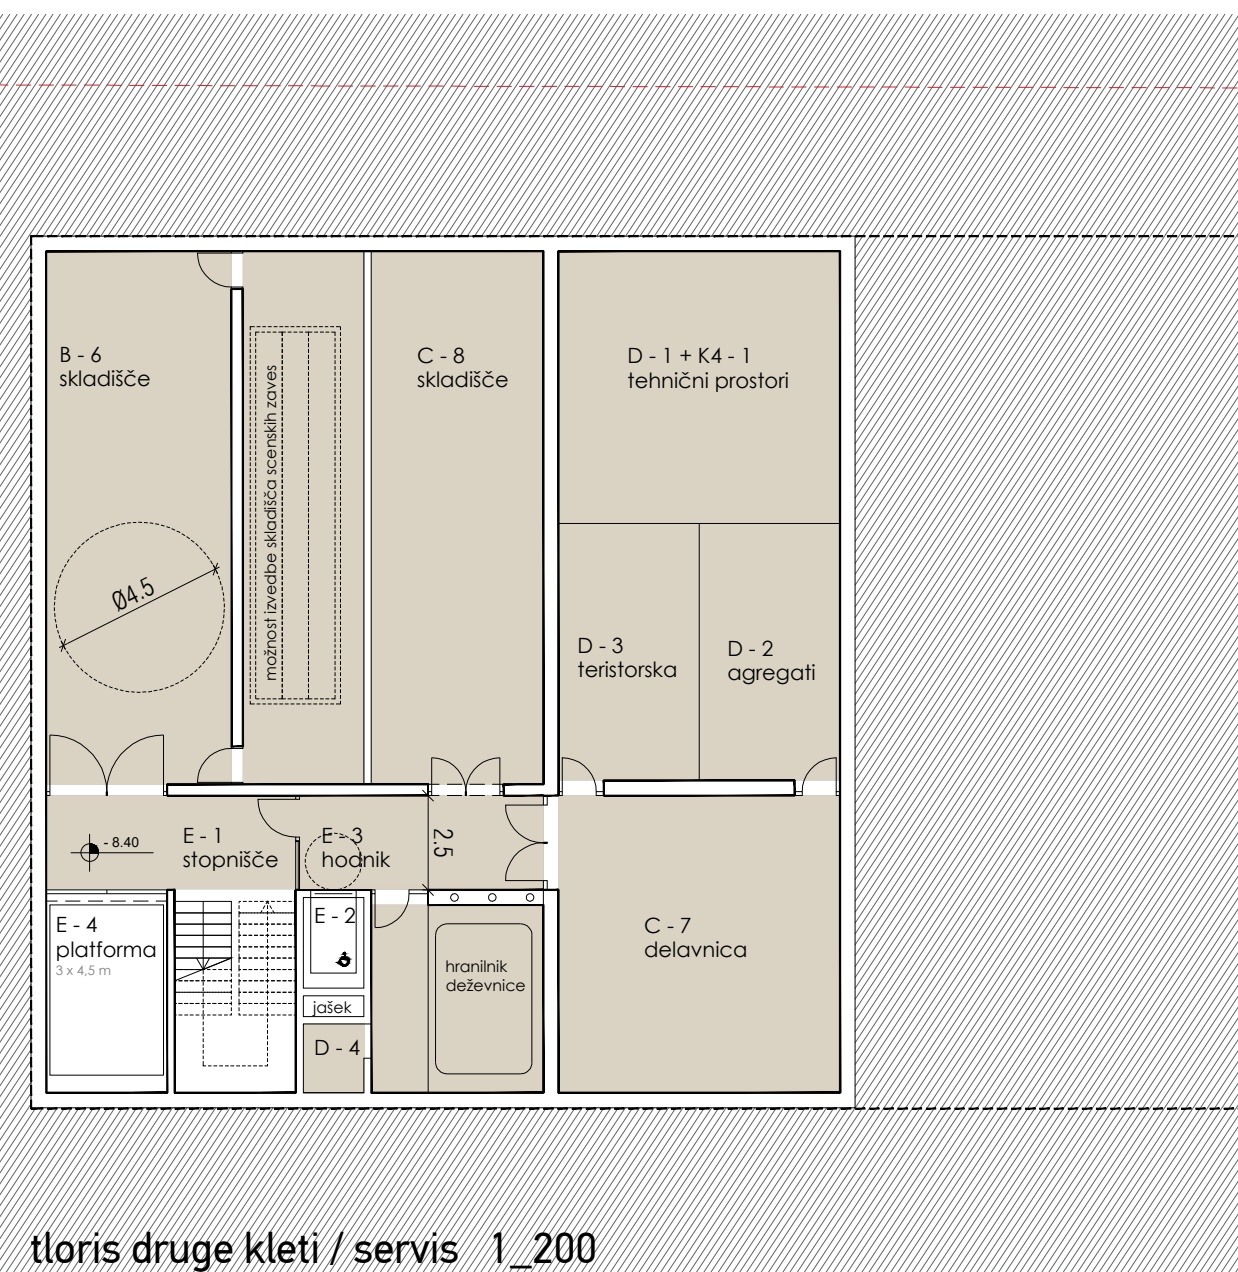 B - 6
skladišče
možnost izvedbe skladišča scenskih zaves
C - 8
skladišče
D - 1 + K4 - 1
tehnični prostori
Ø4.5
D - 3
teristorska
D - 2
agregati
- 8.40
E - 1
stopnišče
E - 3
hodnik
2.5
E - 4
platforma
3 x 4,5 m
E - 2
jašek
D - 4
hranilnik
deževnice
C - 7
delavnica
tloris druge kleti / servis 1_200